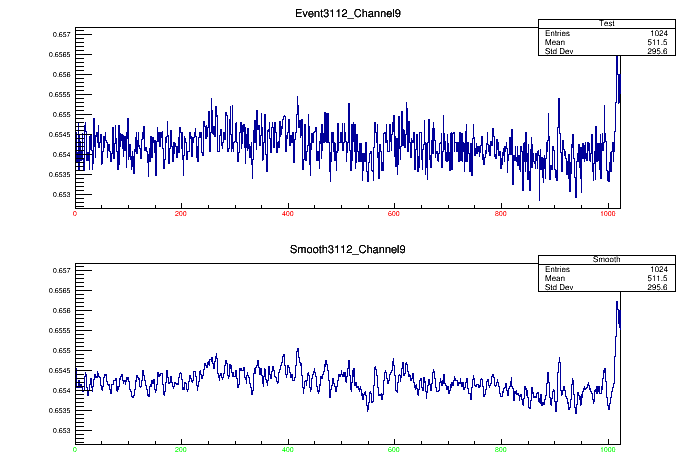 Event3112_Channel9
Test
Entries 1024
Mean 511.5
Std Dev 295.6
0.657
0.6565
0.656
0.6555
0.655
0.6545
0.654
0.6535
0.653
0 200 400 600 800 1000
Smooth3112_Channel9
Smooth
Entries 1024
Mean 511.5
Std Dev 295.6
0.657
0.6565
0.656
0.6555
0.655
0.6545
0.654
0.6535
0.653
0 200 400 600 800 1000